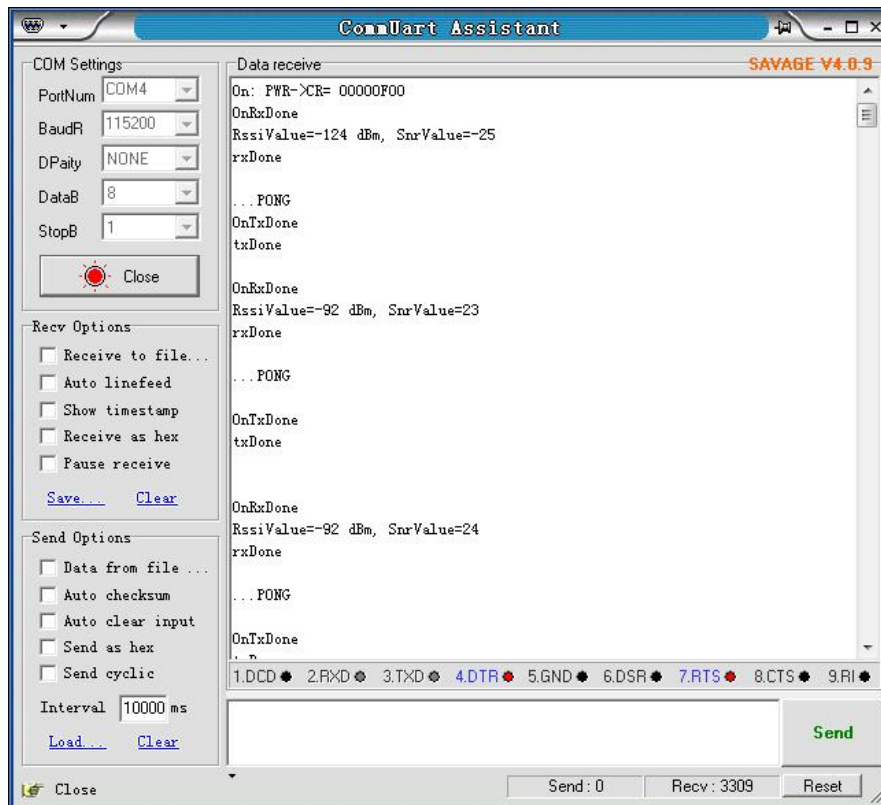 CommUart Assistant
COM Settings
PortNum COM4
BaudR 115200
DPaity NONE
DataB 8
StopB 1
Close
Recv Options
Receive to file...
Auto linefeed
Show timestamp
Receive as hex
Pause receive
Save... Clear
Send Options
Data from file ...
Auto checksum
Auto clear input
Send as hex
Send cyclic
Interval 10000 ms
Load... Clear
Data receive SAVAGE V4.0.9
On: PWR->CR= 00000F00
OnRxDone
RssiValue=-124 dBm, SnrValue=-25
rxDone
...PONG
OnTxDone
txDone
OnRxDone
RssiValue=-92 dBm, SnrValue=23
rxDone
...PONG
OnTxDone
txDone
OnRxDone
RssiValue=-92 dBm, SnrValue=24
rxDone
...PONG
OnTxDone
1.DCD 2.RXD 3.TXD 4.DTR 5.GND 6.DSR 7.RTS 8.CTS 9.RI
Send
Close Send : 0 Recv : 3309 Reset